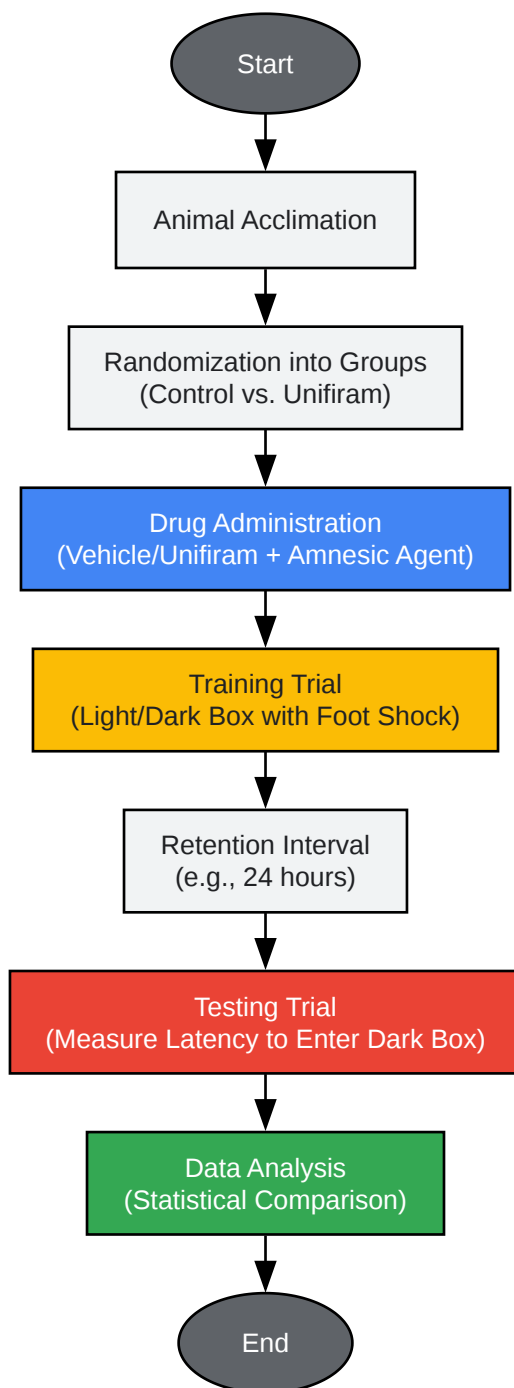 Start
Animal Acclimation
Randomization into Groups
(Control vs. Unifiram)
Drug Administration
(Vehicle/Unifiram + Amnesic Agent)
Training Trial
(Light/Dark Box with Foot Shock)
Retention Interval
(e.g., 24 hours)
Testing Trial
(Measure Latency to Enter Dark Box)
Data Analysis
(Statistical Comparison)
End